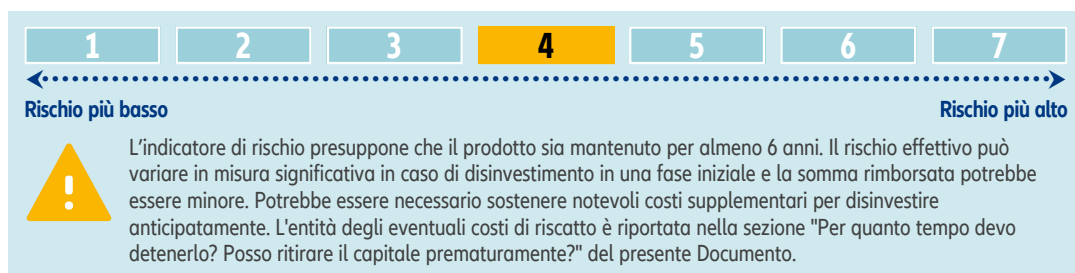 1 2 3 4 5 6 7
Rischio più basso Rischio più alto
L'indicatore di rischio presuppone che il prodotto sia mantenuto per almeno 6 anni. Il rischio effettivo può
variare in misura significativa in caso di disinvestimento in una fase iniziale e la somma rimborsata potrebbe
essere minore. Potrebbe essere necessario sostenere notevoli costi supplementari per disinvestire
anticipatamente. L'entità degli eventuali costi di riscatto è riportata nella sezione "Per quanto tempo devo
detenerlo? Posso ritirare il capitale prematuramente?" del presente Documento.